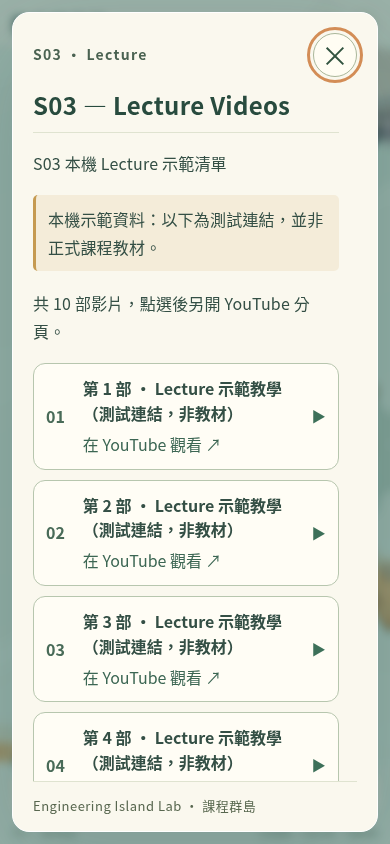 S03 · Lecture
S03 — Lecture Videos
S03 本機 Lecture 示範清單
本機示範資料：以下為測試連結，並非
正式課程教材。
共 10 部影片，點選後另開 YouTube 分
頁。
01
第 1 部 · Lecture 示範教學
（測試連結，非教材）
在 YouTube 觀看 ↗
02
第 2 部 · Lecture 示範教學
（測試連結，非教材）
在 YouTube 觀看 ↗
03
第 3 部 · Lecture 示範教學
（測試連結，非教材）
在 YouTube 觀看 ↗
04
第 4 部 · Lecture 示範教學
（測試連結，非教材）
Engineering Island Lab · 課程群島